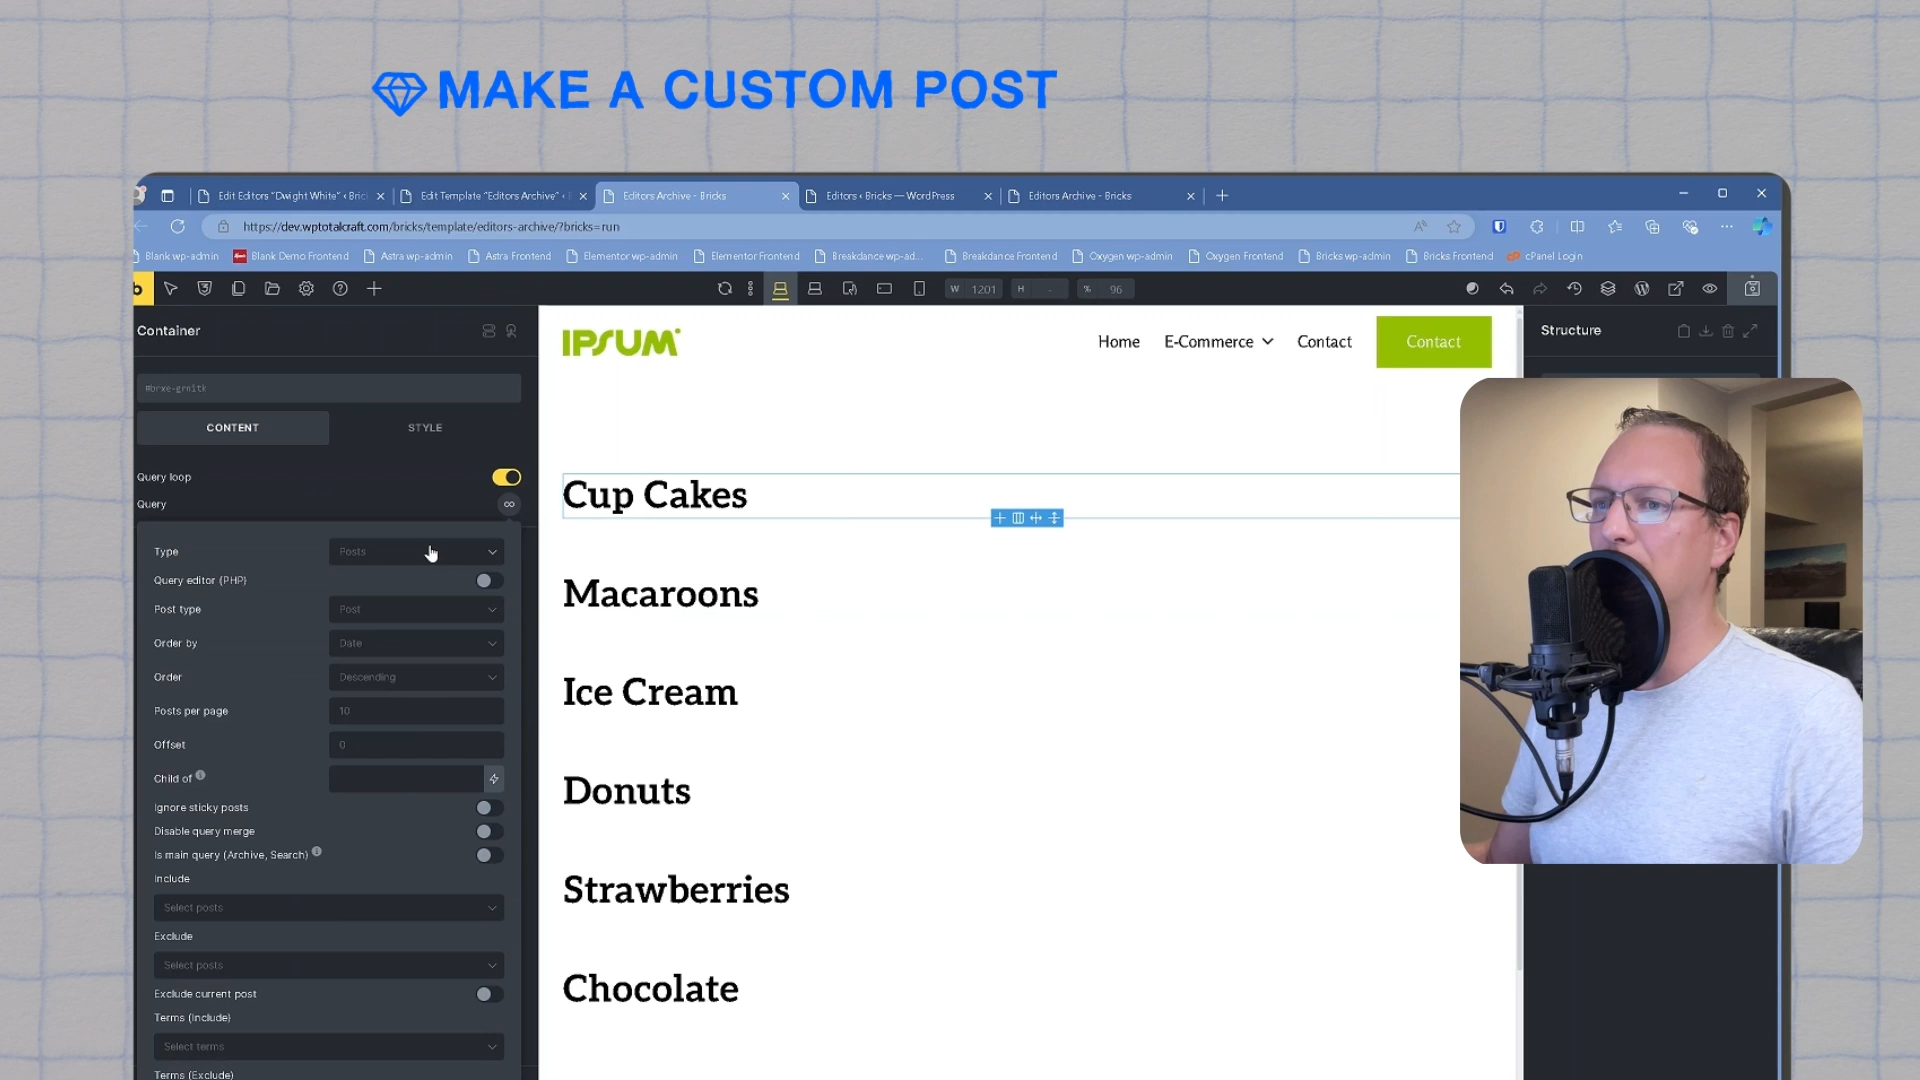 MAKE A CUSTOM POST
Edit Editors "Dwight White" ‹ Bric
Edit Template "Editors Archive" ‹
Editors Archive - Bricks
Editors ‹ Bricks — WordPress
Editors Archive - Bricks
https://dev.wptotalcraft.com/bricks/template/editors-archive/?bricks=run
Blank wp-admin
Blank Demo Frontend
Astra wp-admin
Astra Frontend
Elementor wp-admin
Elementor Frontend
Breakdance wp-ad...
Breakdance Frontend
Oxygen wp-admin
Oxygen Frontend
Bricks wp-admin
Bricks Frontend
cPanel Login
b
W 1201
H -
% 96
Container
#brxe-grnitk
CONTENT
STYLE
Query loop
Query
Type
Posts
Query editor (PHP)
Post type
Post
Order by
Date
Order
Descending
Posts per page
10
Offset
0
Child of
Ignore sticky posts
Disable query merge
Is main query (Archive, Search)
Include
Select posts
Exclude
Select posts
Exclude current post
Terms (Include)
Select terms
Terms (Exclude)
IPSUM
Home
E-Commerce
Contact
Contact
Cup Cakes
Macaroons
Ice Cream
Donuts
Strawberries
Chocolate
Structure